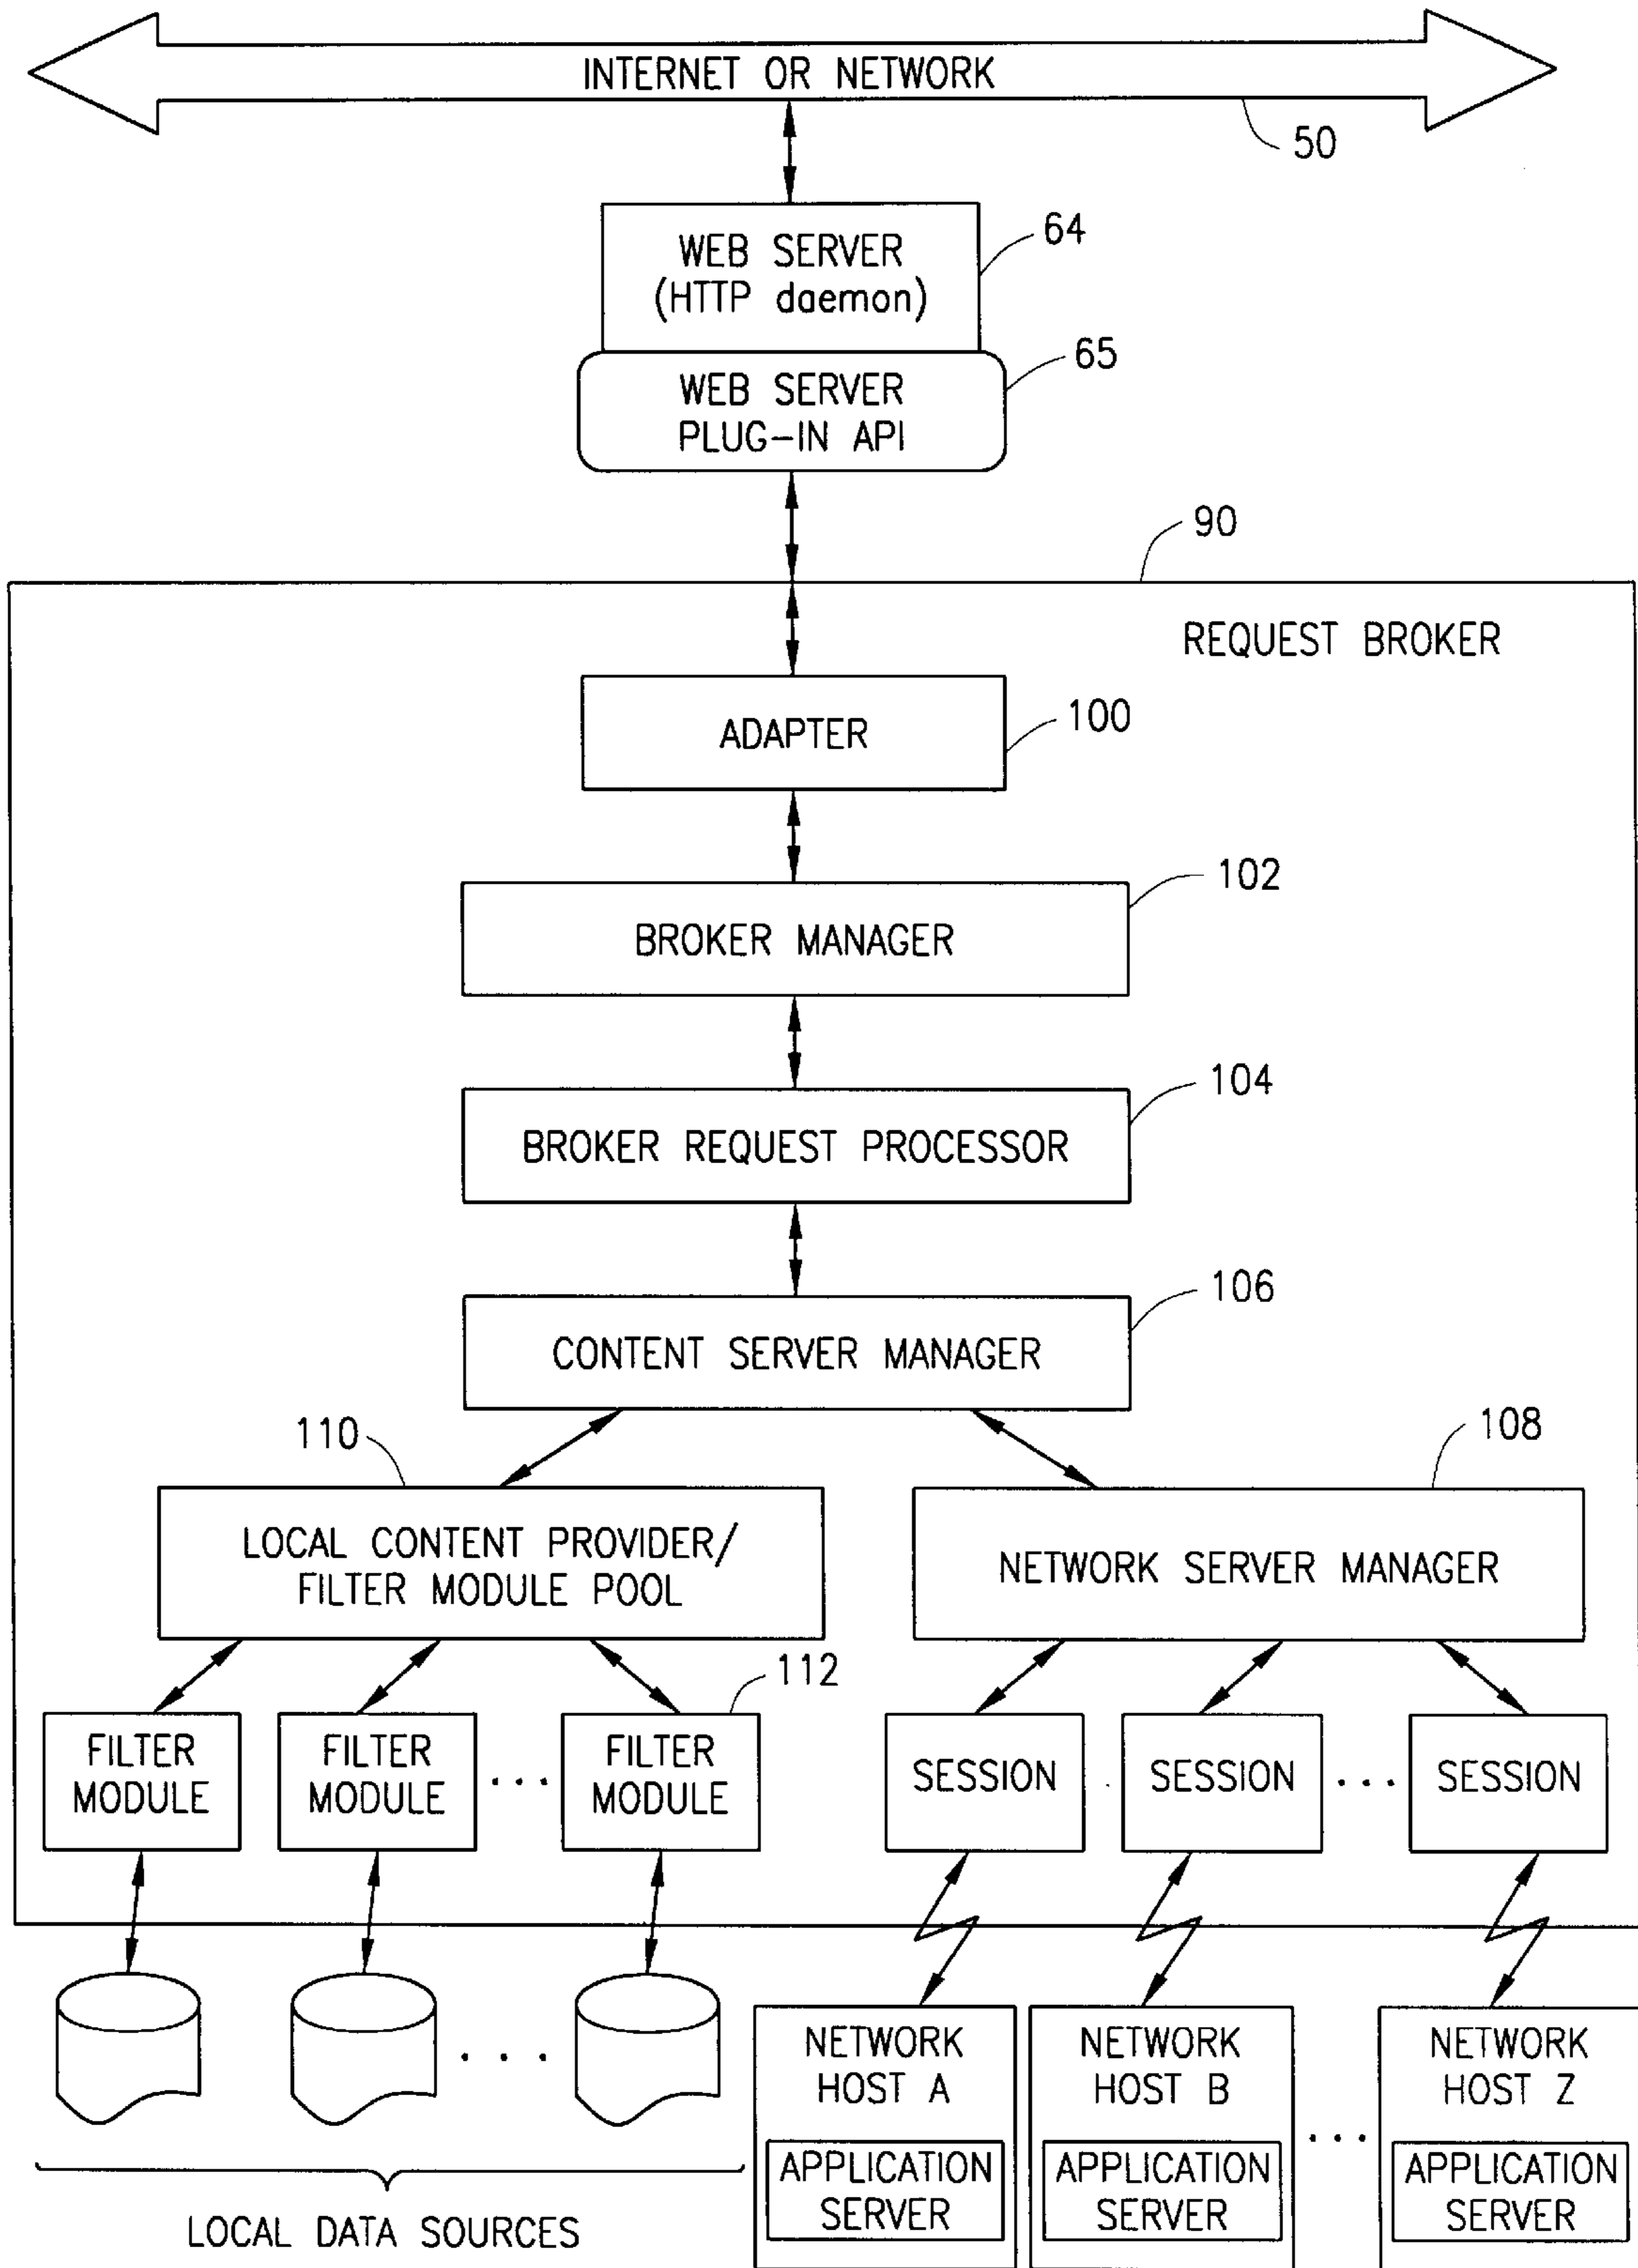 INTERNET OR NETWORK
50
WEB SERVER
(HTTP daemon)
64
WEB SERVER
PLUG-IN API
65
90
REQUEST BROKER
ADAPTER
100
BROKER MANAGER
102
BROKER REQUEST PROCESSOR
104
CONTENT SERVER MANAGER
106
110
LOCAL CONTENT PROVIDER/
FILTER MODULE POOL
108
NETWORK SERVER MANAGER
112
FILTER
MODULE
FILTER
MODULE
...
FILTER
MODULE
SESSION
SESSION
...
SESSION
...
LOCAL DATA SOURCES
NETWORK
HOST A
APPLICATION
SERVER
NETWORK
HOST B
APPLICATION
SERVER
...
NETWORK
HOST Z
APPLICATION
SERVER